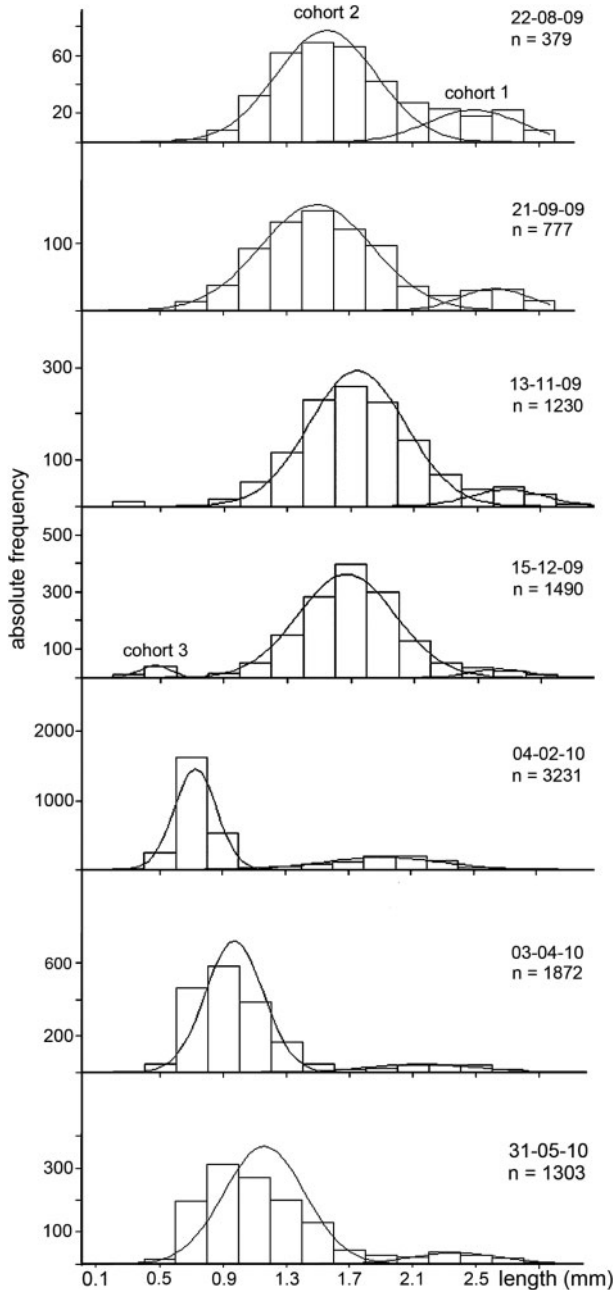 cohort 2
22-08-09
n = 379
60
cohort 1
20
21-09-09
n = 777
100
300
13-11-09
n = 1230
100
absolute frequency
500
15-12-09
n = 1490
300
cohort 3
100
2000
04-02-10
n = 3231
1000
03-04-10
n = 1872
600
200
31-05-10
n = 1303
300
100
0.1 0.5 0.9 1.3 1.7 2.1 2.5 length (mm)